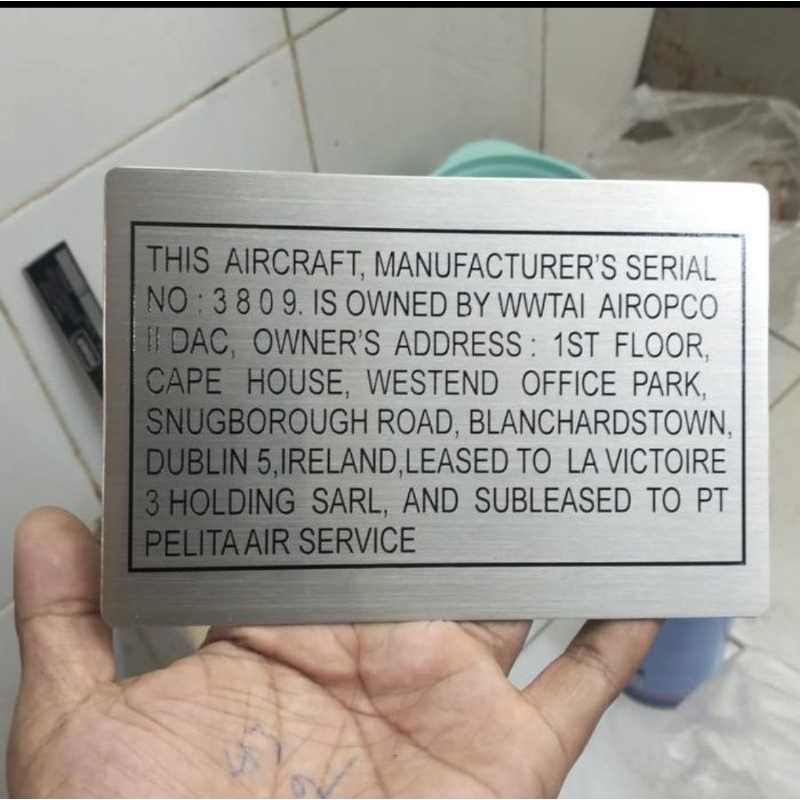 THIS AIRCRAFT, MANUFACTURER'S SERIAL
NO : 3 8 0 9. IS OWNED BY WWTAI AIROPCO
II DAC, OWNER'S ADDRESS : 1ST FLOOR,
CAPE HOUSE, WESTEND OFFICE PARK,
SNUGBOROUGH ROAD, BLANCHARDSTOWN,
DUBLIN 5,IRELAND,LEASED TO LA VICTOIRE
3 HOLDING SARL, AND SUBLEASED TO PT
PELITA AIR SERVICE